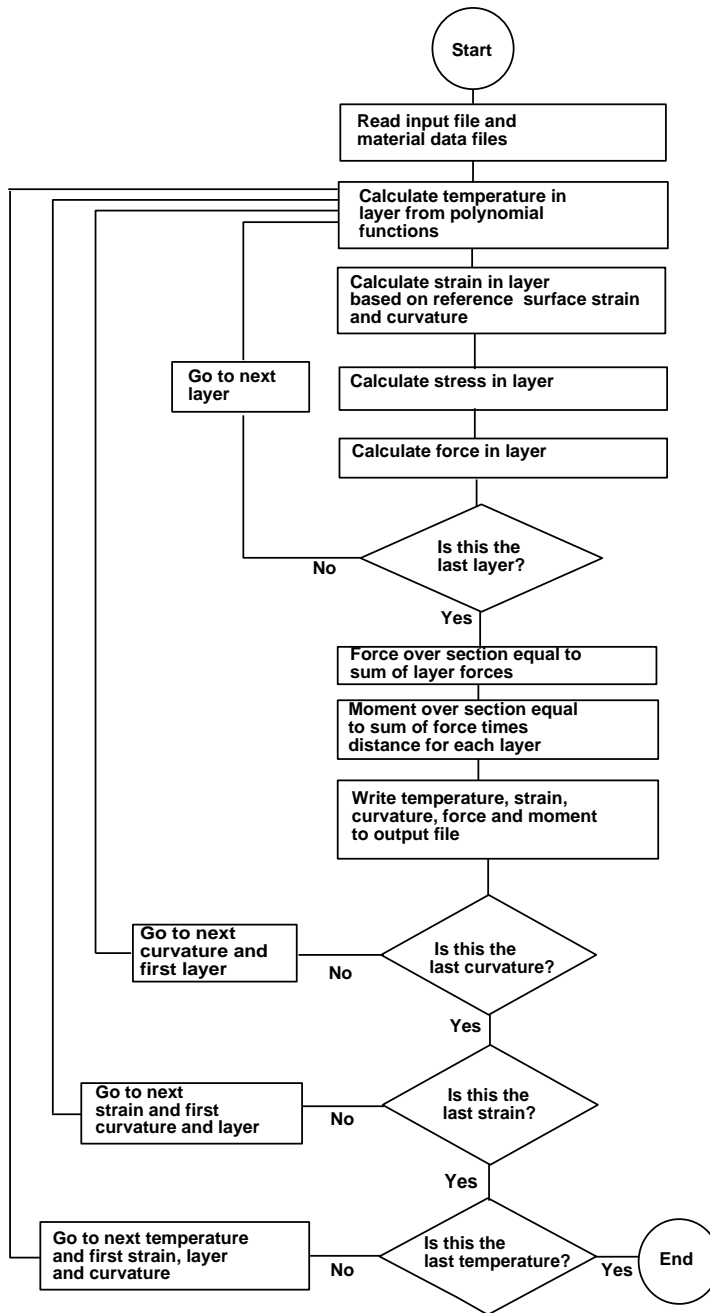 Start
Read input file and
material data files
Calculate temperature in
layer from polynomial
functions
Calculate strain in layer
based on reference surface strain
and curvature
Go to next
layer
Calculate stress in layer
Calculate force in layer
Is this the
last layer?
No
Yes
Force over section equal to
sum of layer forces
Moment over section equal
to sum of force times
distance for each layer
Write temperature, strain,
curvature, force and moment
to output file
Go to next
curvature and
first layer
No
Is this the
last curvature?
Yes
Go to next
strain and first
curvature and layer
No
Is this the
last strain?
Yes
Go to next temperature
and first strain, layer
and curvature
No
Is this the
last temperature?
Yes
End